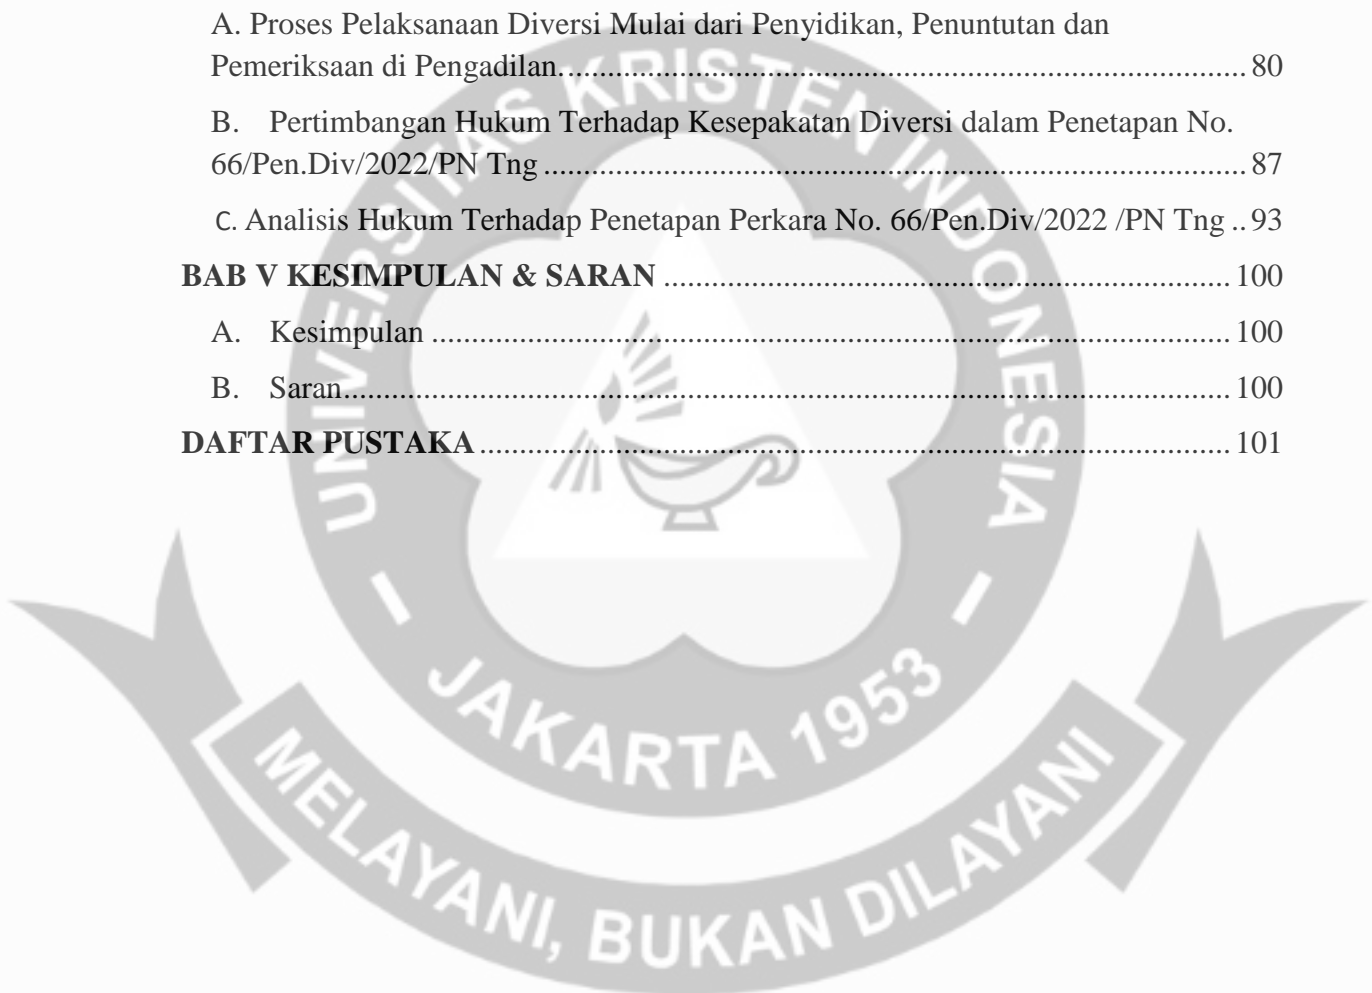 A. Proses Pelaksanaan Diversi Mulai dari Penyidikan, Penuntutan dan
Pemeriksaan di Pengadilan....................................................................................... 80
B. Pertimbangan Hukum Terhadap Kesepakatan Diversi dalam Penetapan No.
66/Pen.Div/2022/PN Tng ......................................................................................... 87
C. Analisis Hukum Terhadap Penetapan Perkara No. 66/Pen.Div/2022 /PN Tng .. 93
BAB V KESIMPULAN & SARAN ....................................................................... 100
A. Kesimpulan ..................................................................................................... 100
B. Saran................................................................................................................ 100
DAFTAR PUSTAKA ............................................................................................... 101
UNIVERSITAS KRISTEN INDONESIA
JAKARTA 1953
MELAYANI, BUKAN DILAYANI